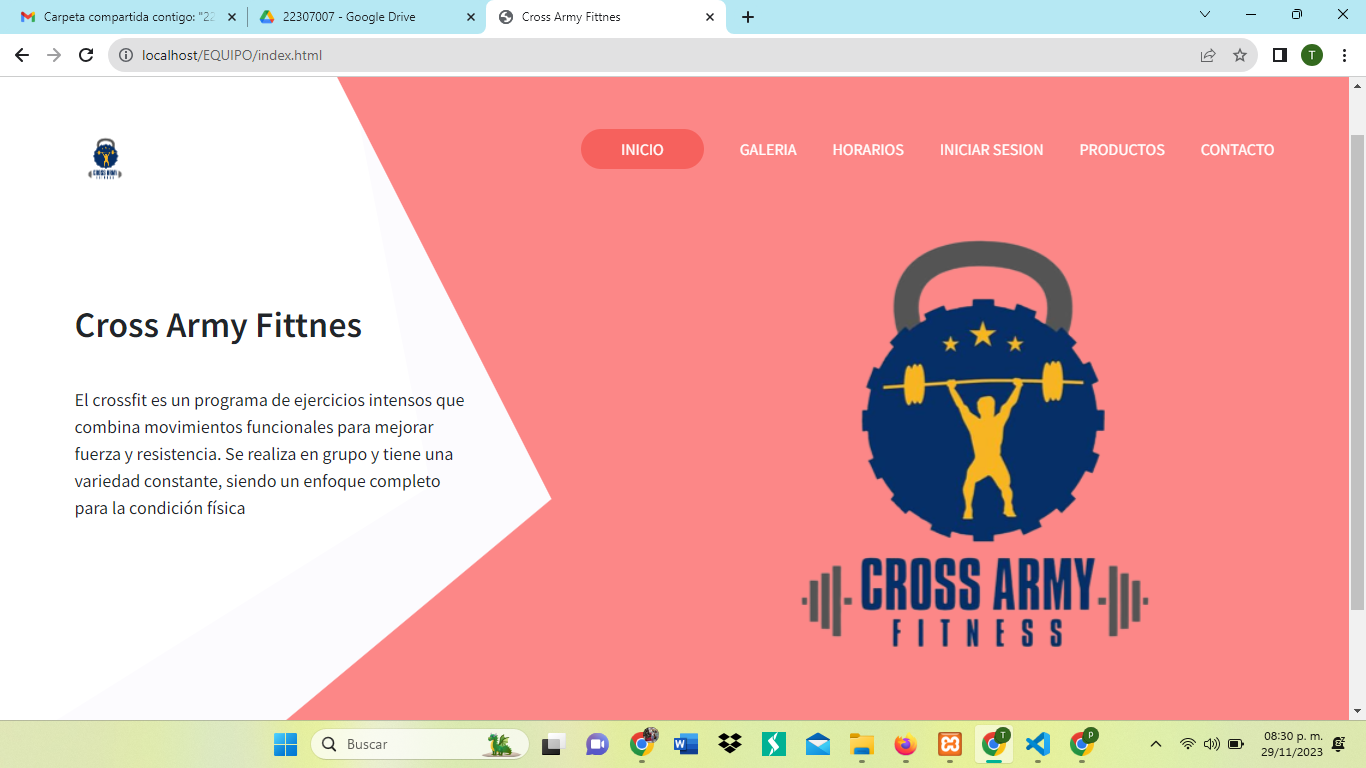 Carpeta compartida contigo: "22
22307007 - Google Drive
Cross Army Fittnes
localhost/EQUIPO/index.html
T
CROSS ARMY
FITNESS
INICIO
GALERIA
HORARIOS
INICIAR SESION
PRODUCTOS
CONTACTO
Cross Army Fittnes
El crossfit es un programa de ejercicios intensos que
combina movimientos funcionales para mejorar
fuerza y resistencia. Se realiza en grupo y tiene una
variedad constante, siendo un enfoque completo
para la condición física
CROSS ARMY
FITNESS
Buscar
W
S
T
P
08:30 p. m.
29/11/2023